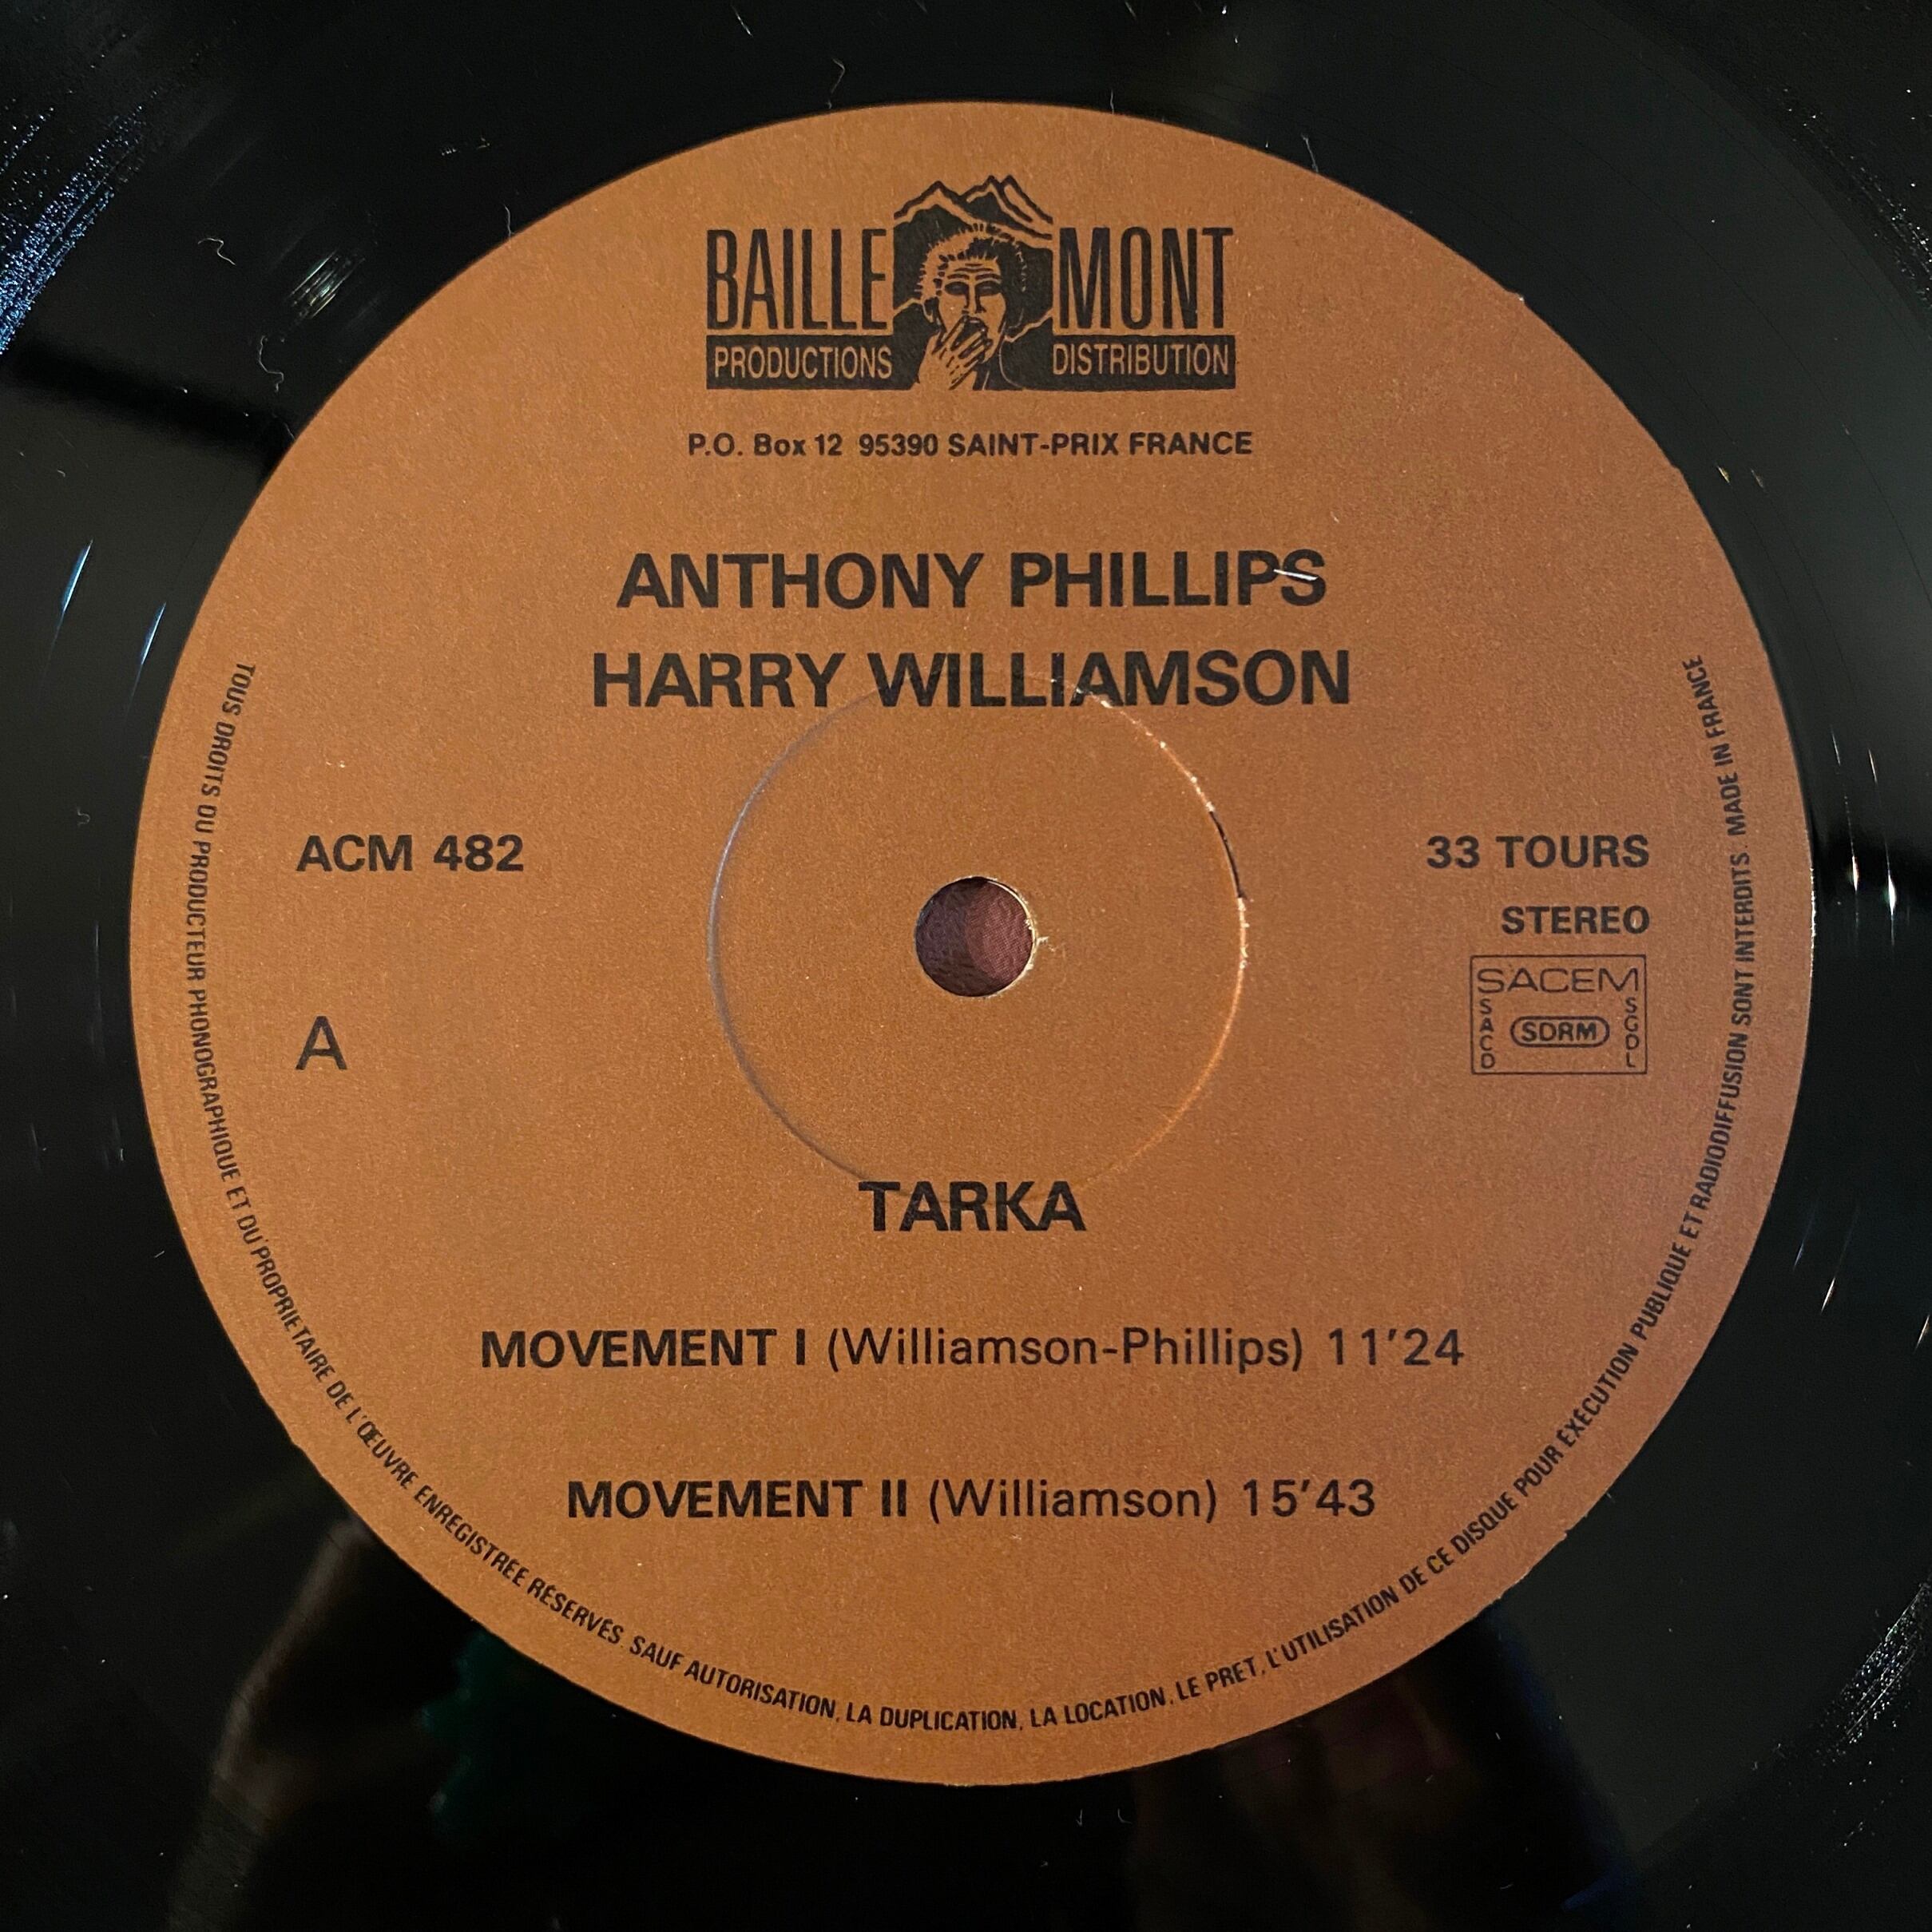 BAILLE MONT
PRODUCTIONS DISTRIBUTION
P.O. Box 12 95390 SAINT-PRIX FRANCE
ANTHONY PHILLIPS
HARRY WILLIAMSON
ACM 482
33 TOURS
STEREO
SACEM
SACD
SDRM
SGDL
A
TARKA
MOVEMENT I (Williamson-Phillips) 11'24
MOVEMENT II (Williamson) 15'43
TOUS DROITS DU PRODUCTEUR PHONOGRAPHIQUE ET DU PROPRIETAIRE DE L'ŒUVRE ENREGISTRÉE RÉSERVÉS. SAUF AUTORISATION, LA DUPLICATION, LA LOCATION, LE PRET, L'UTILISATION DE CE DISQUE POUR EXÉCUTION PUBLIQUE ET RADIODIFFUSION SONT INTERDITS. MADE IN FRANCE